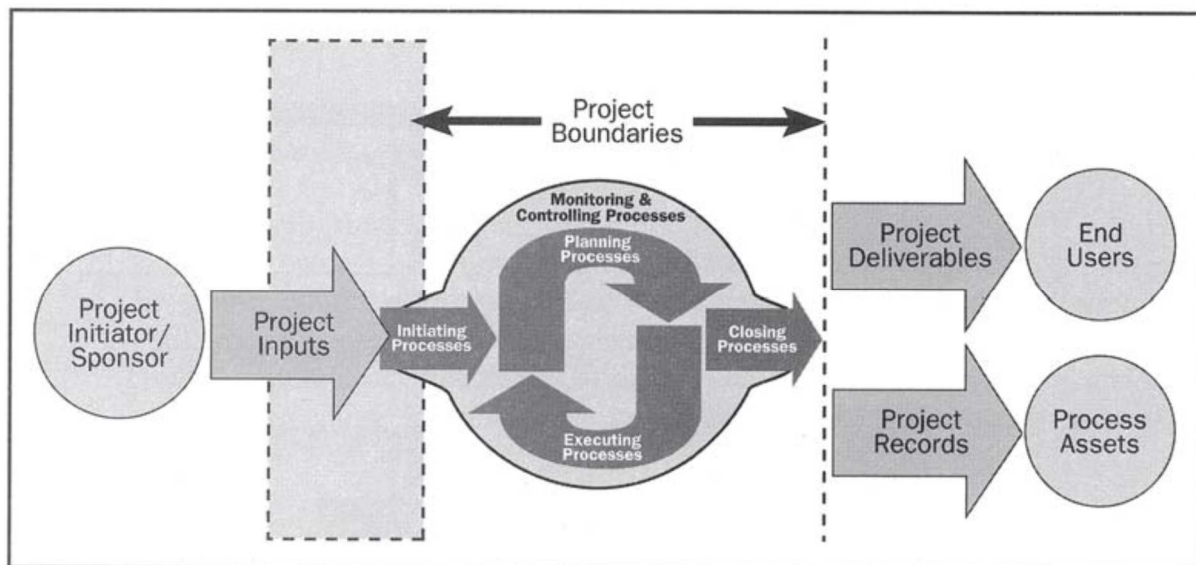 Project
Boundaries
Monitoring &
Controlling Processes
Planning
Processes
Project
Initiator/
Sponsor
Project
Inputs
Initiating
Processes
Closing
Processes
Executing
Processes
Project
Deliverables
End
Users
Project
Records
Process
Assets